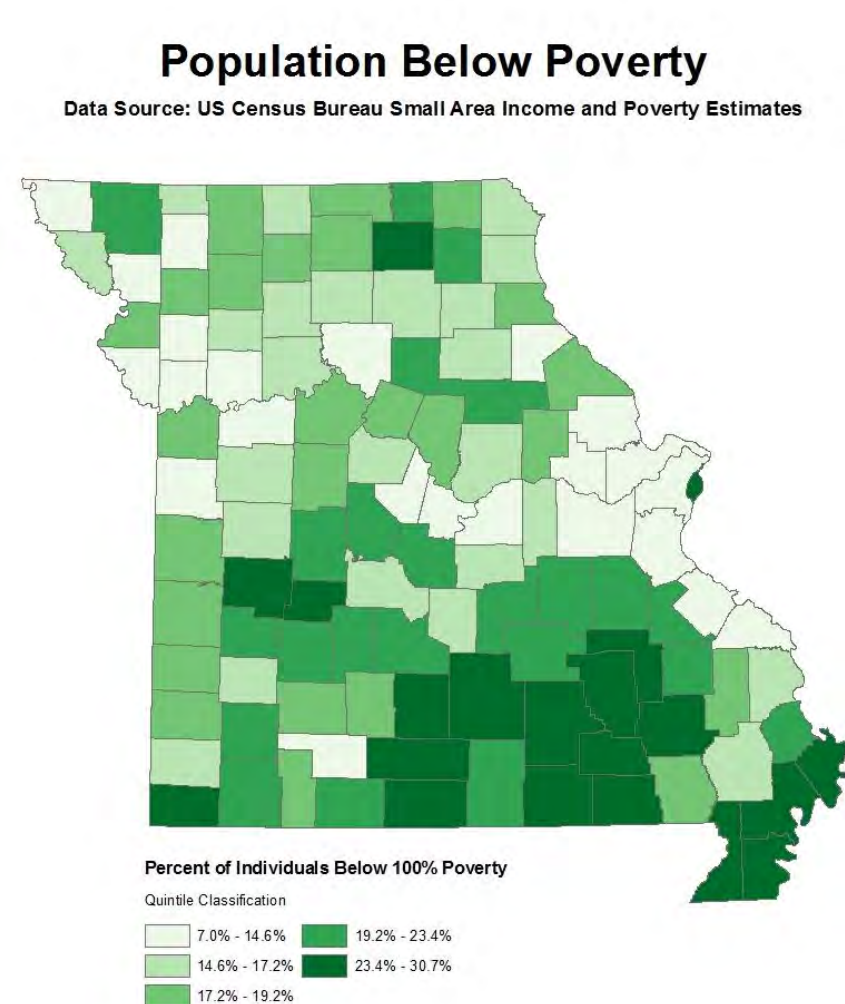 Population Below Poverty
Data Source: US Census Bureau Small Area Income and Poverty Estimates
Percent of Individuals Below 100% Poverty
Quintile Classification
7.0% - 14.6%
19.2% - 23.4%
14.6% - 17.2%
23.4% - 30.7%
17.2% - 19.2%